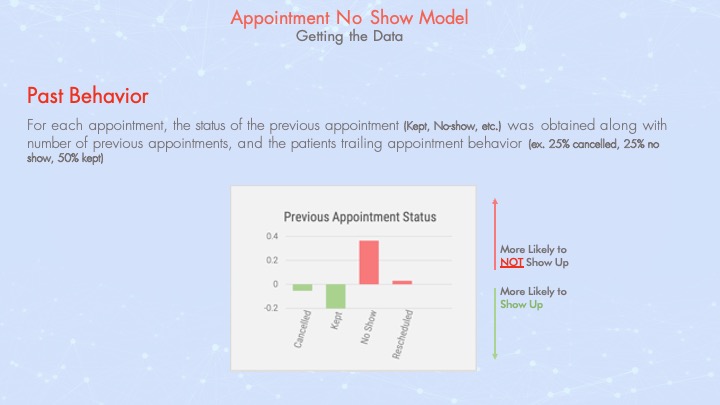 Appointment No Show Model
Getting the Data
Past Behavior
For each appointment, the status of the previous appointment (Kept, No-show, etc.) was obtained along with
number of previous appointments, and the patients trailing appointment behavior (ex. 25% cancelled, 25% no
show, 50% kept)
Previous Appointment Status
0.4
0.2
0
-0.2
Cancelled
Kept
No Show
Rescheduled
More Likely to
NOT Show Up
More Likely to
Show Up